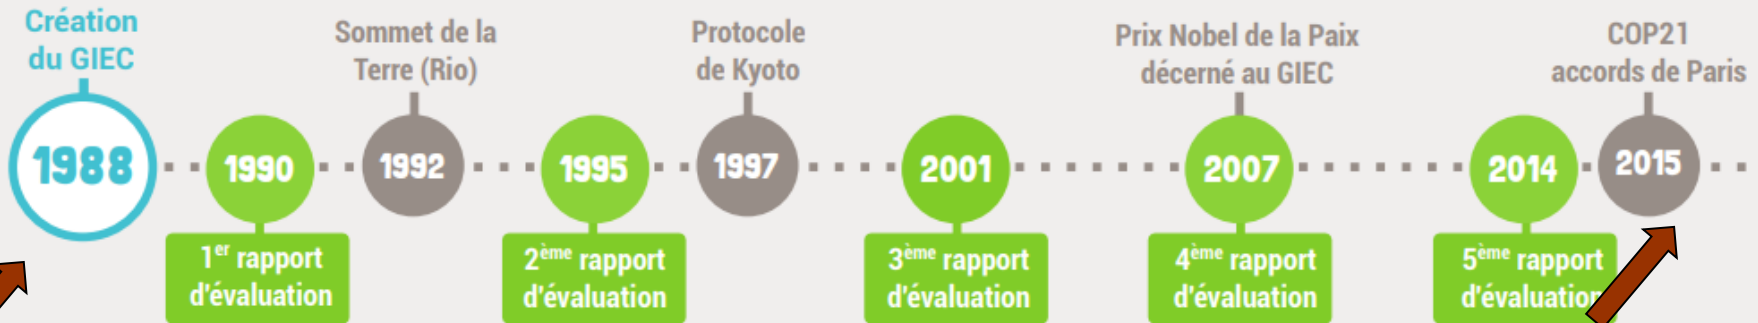 Création
du GIEC
Sommet de la
Terre (Rio)
Protocole
de Kyoto
Prix Nobel de la Paix
décerné au GIEC
COP21
accords de Paris
1988
1990
1992
1995
1997
2001
2007
2014
2015
1er rapport
d'évaluation
2ème rapport
d'évaluation
3ème rapport
d'évaluation
4ème rapport
d'évaluation
5ème rapport
d'évaluation